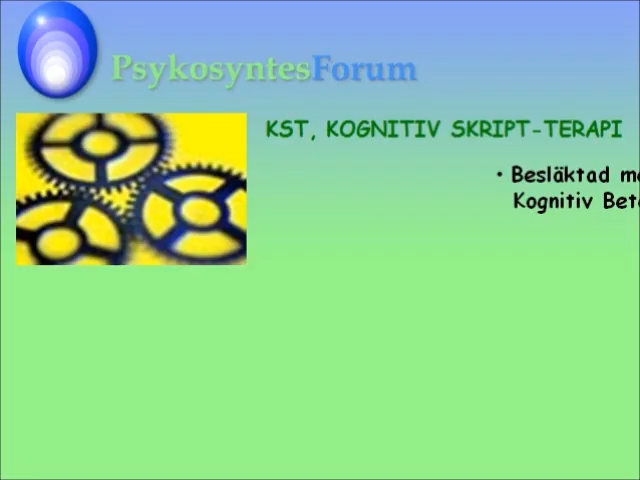 PsykosyntesForum
KST, KOGNITIV SKRIPT-TERAPI
• Besläktad
Kognitiv